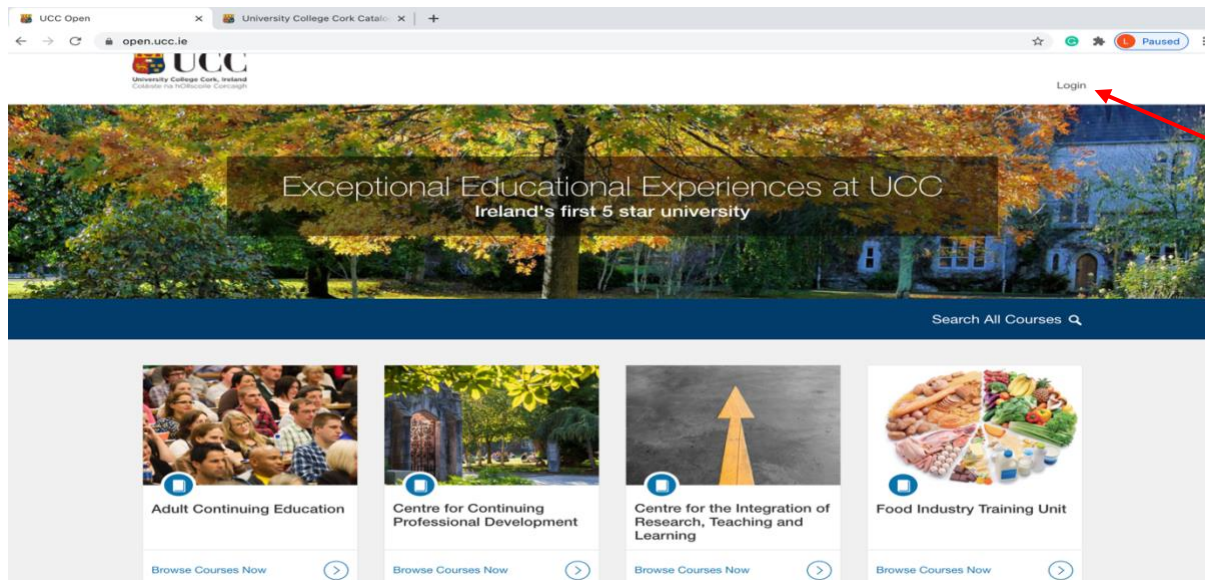 UCC Open
University College Cork Catalo
open.ucc.ie
Paused
UCC
University College Cork, Ireland
Coláiste na hOllscoile Corcaigh
Login
Exceptional Educational Experiences at UCC
Ireland's first 5 star university
Search All Courses
Adult Continuing Education
Centre for Continuing
Professional Development
Centre for the Integration of
Research, Teaching and
Learning
Food Industry Training Unit
Browse Courses Now
Browse Courses Now
Browse Courses Now
Browse Courses Now